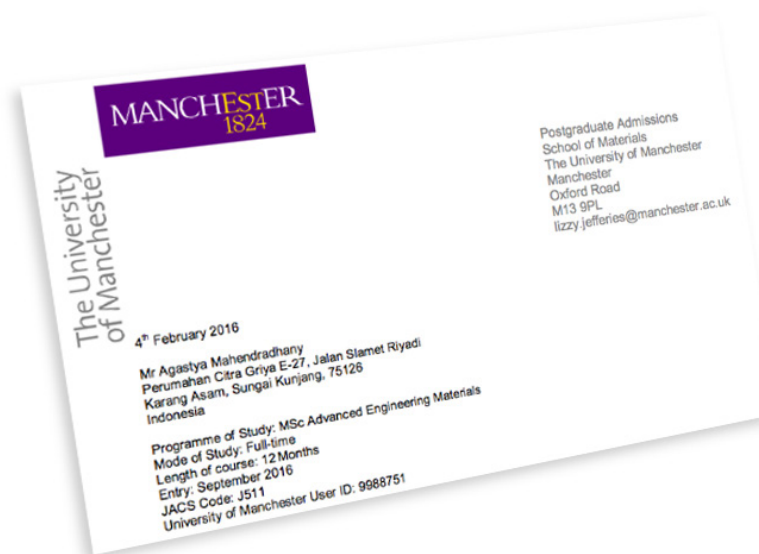 MANCHESTER
1824
The University
of Manchester
Postgraduate Admissions
School of Materials
The University of Manchester
Manchester
Oxford Road
M13 9PL
lizzy.jefferies@manchester.ac.uk
4th February 2016
Mr Agastya Mahendradhany
Perumahan Citra Griya E-27, Jalan Slamet Riyadi
Karang Asam, Sungai Kunjang, 75126
Indonesia
Programme of Study: MSc Advanced Engineering Materials
Mode of Study: Full-time
Length of course: 12 Months
Entry: September 2016
JACS Code: J511
University of Manchester User ID: 9988751